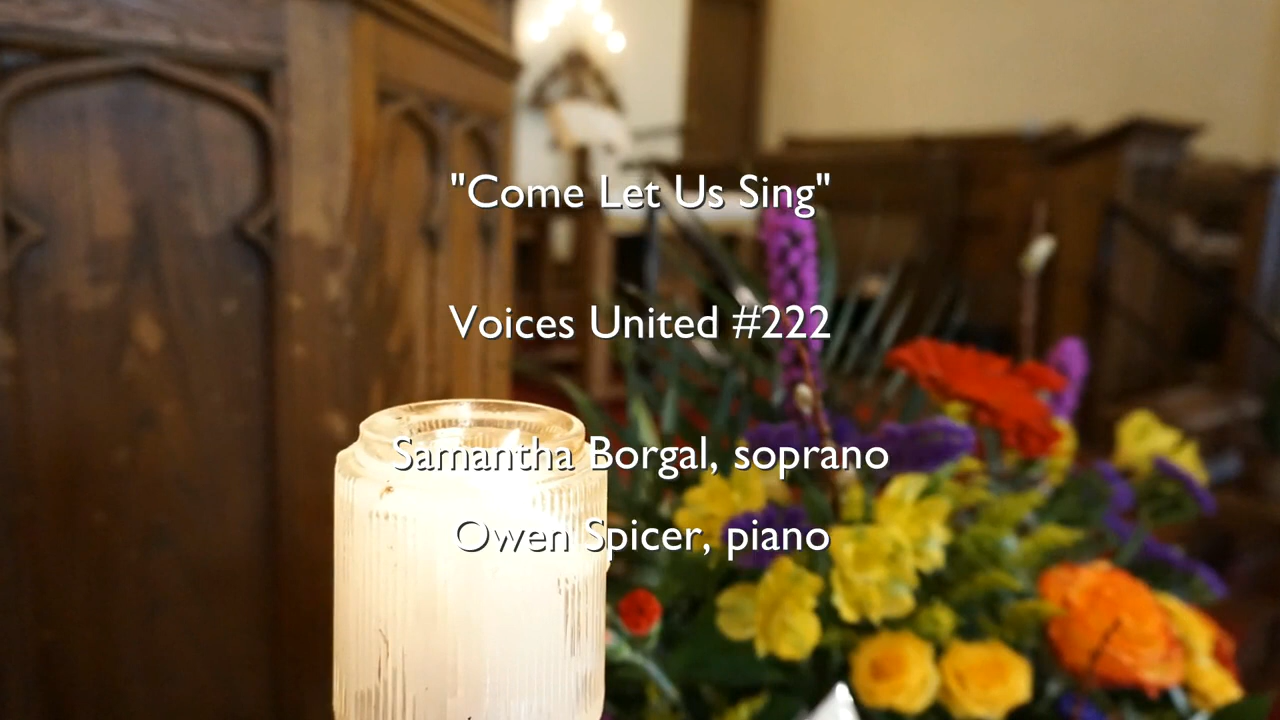 "Come Let Us Sing"
Voices United #222
Samantha Borgal, soprano
Owen Spicer, piano